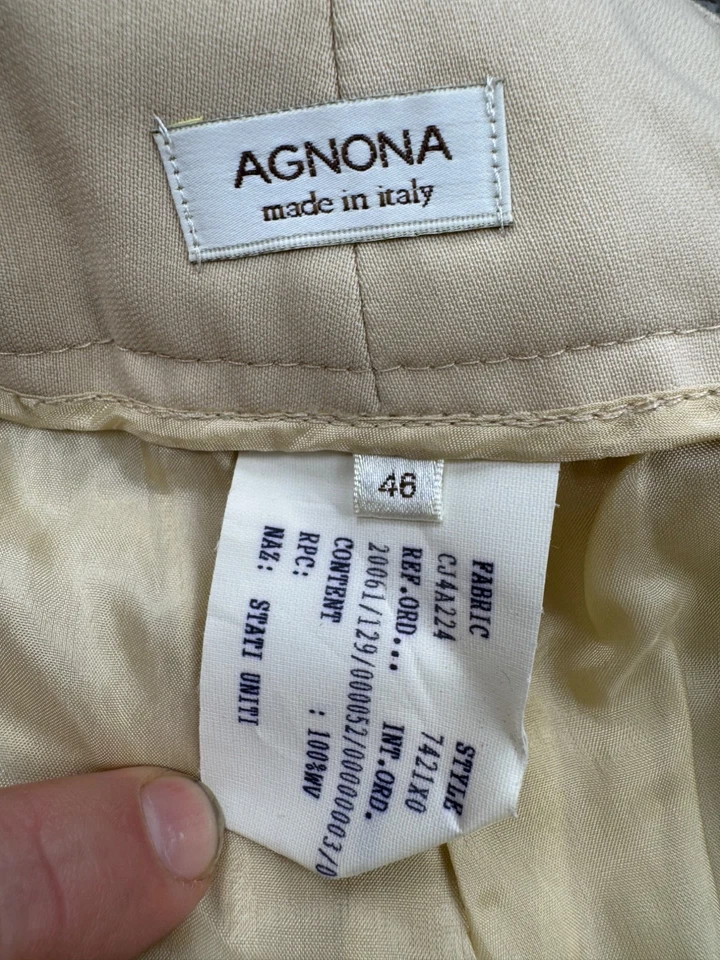 AGNONA
made in italy
46
FABRIC STYLE
CJ4A224 7421X0
REF.ORD... INT.ORD.
20061/129/000052/00000003/0
CONTENT : 100%WV
RPC:
NAZ: STATI UNITI